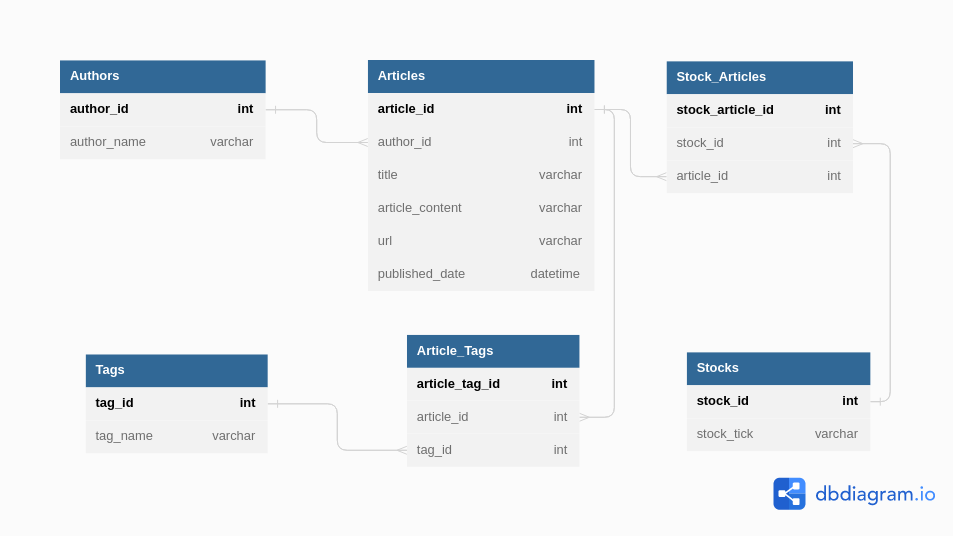 Authors
author_id int
author_name varchar
Articles
article_id int
author_id int
title varchar
article_content varchar
url varchar
published_date datetime
Stock_Articles
stock_article_id int
stock_id int
article_id int
Tags
tag_id int
tag_name varchar
Article_Tags
article_tag_id int
article_id int
tag_id int
Stocks
stock_id int
stock_tick varchar
dbdiagram.io